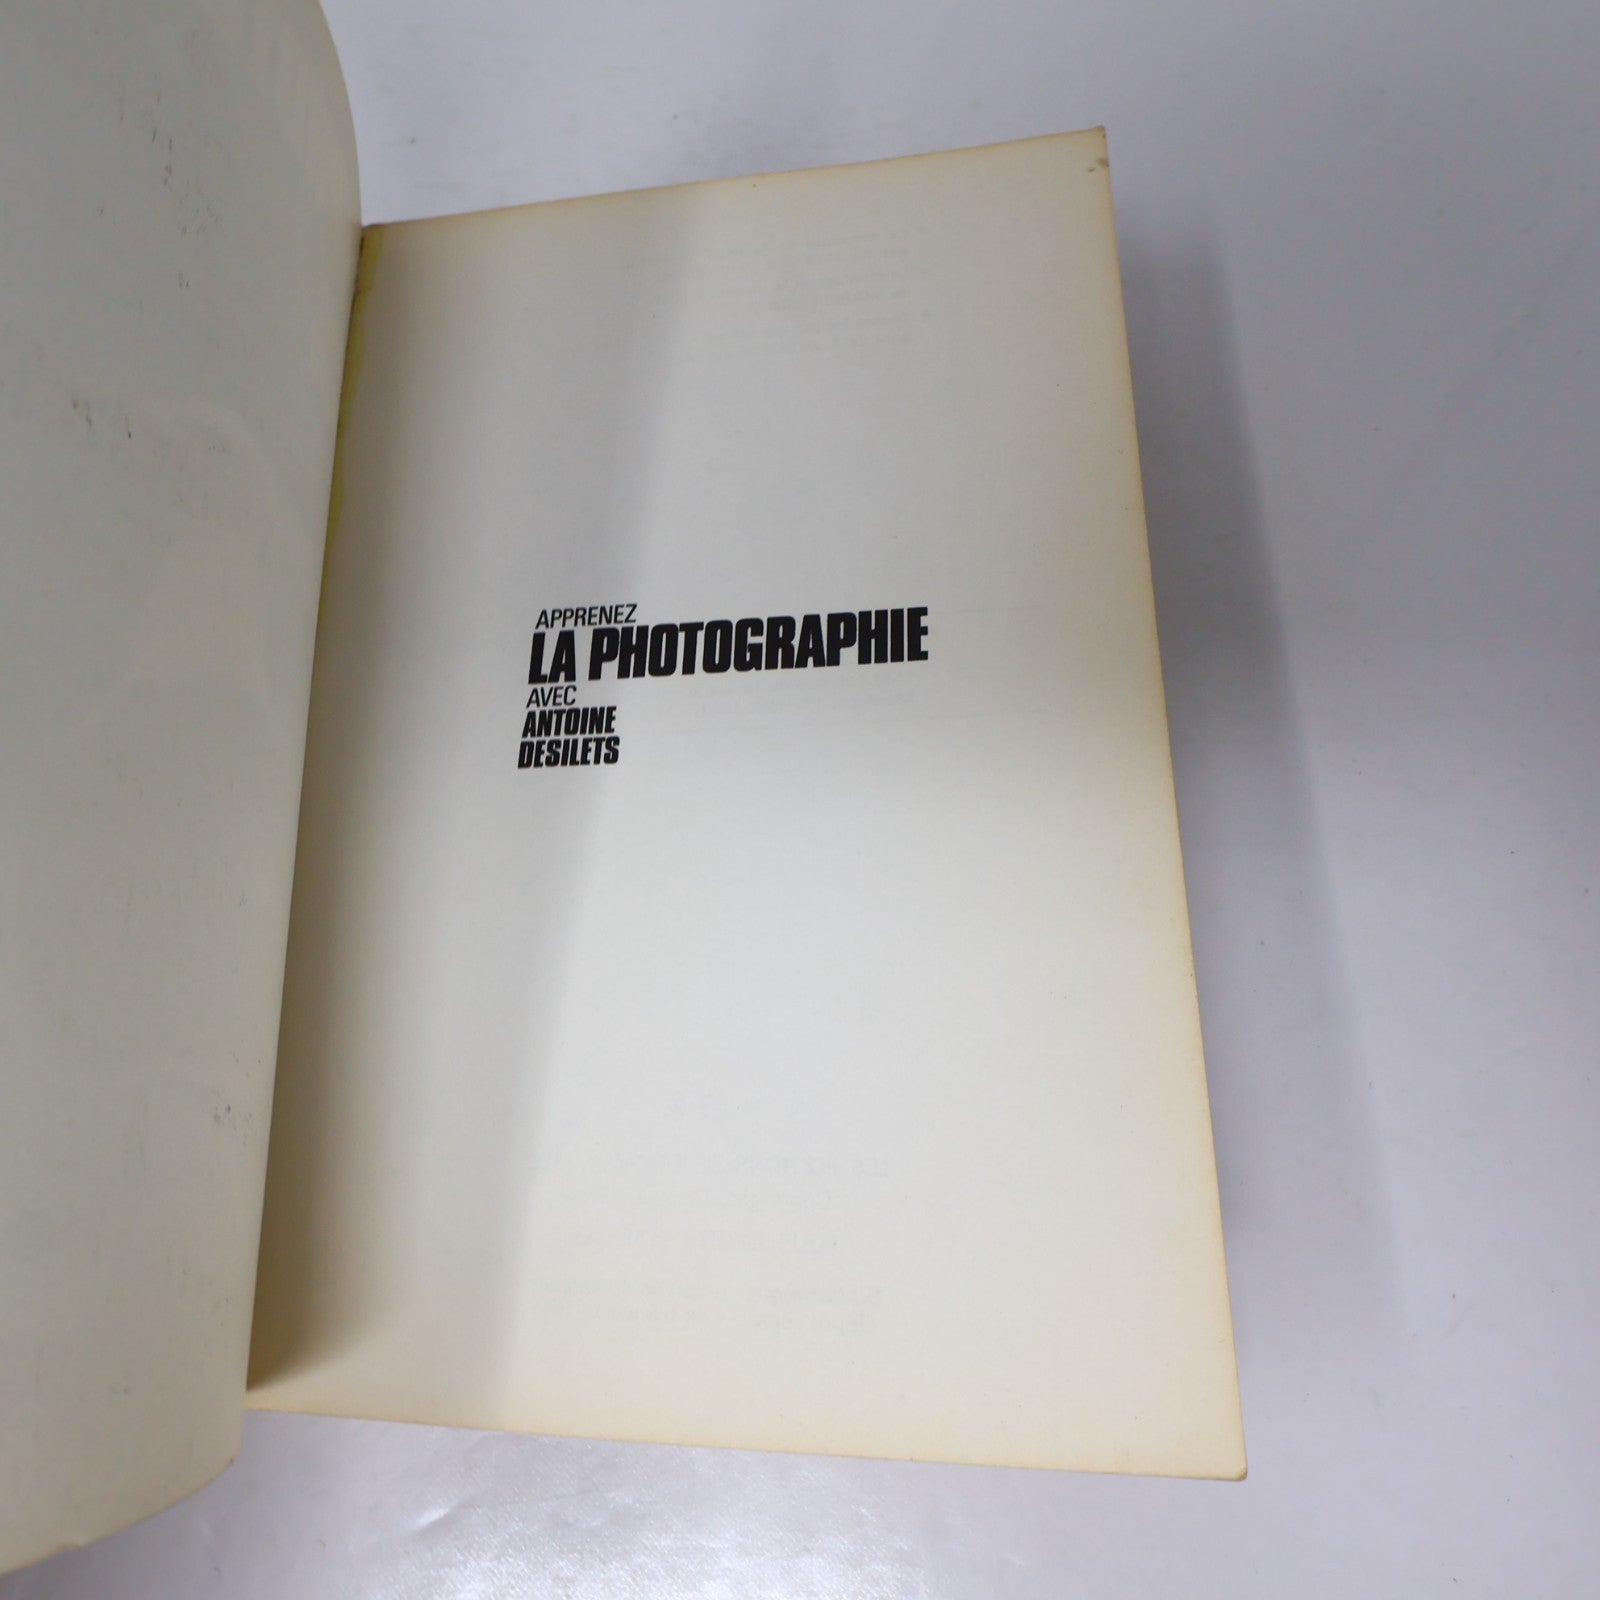 APPRENEZ
LA PHOTOGRAPHIE
AVEC
ANTOINE
DESILETS